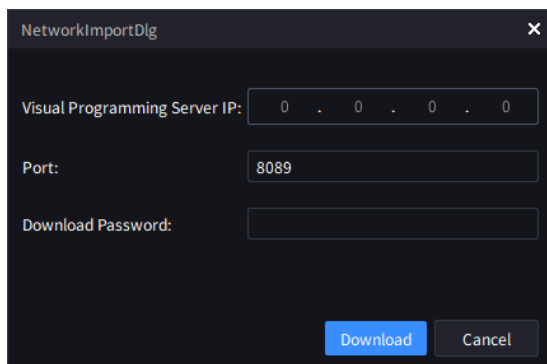 NetworkImportDlg
Visual Programming Server IP: 0 . 0 . 0 . 0
Port: 8089
Download Password:
Download Cancel